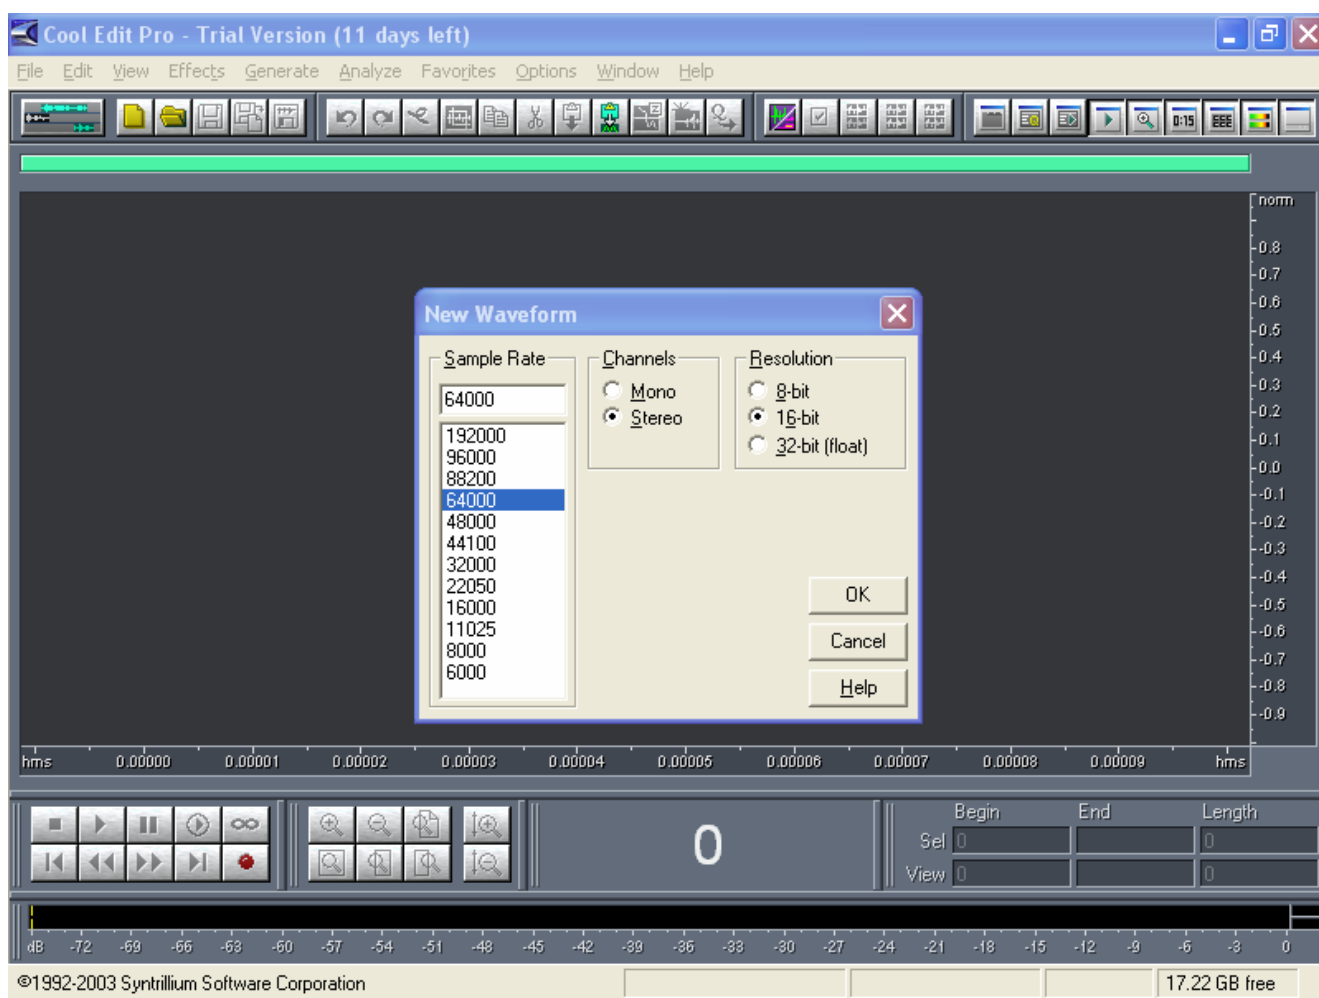 Cool Edit Pro - Trial Version (11 days left)
File Edit View Effects Generate Analyze Favorites Options Window Help
0:15
norm
-0.8
-0.7
-0.6
-0.5
-0.4
-0.3
-0.2
-0.1
-0.0
--0.1
--0.2
--0.3
--0.4
--0.5
--0.6
--0.7
--0.8
--0.9
New Waveform
Sample Rate
64000
192000
96000
88200
64000
48000
44100
32000
22050
16000
11025
8000
6000
Channels
Mono
Stereo
Resolution
8-bit
16-bit
32-bit (float)
OK
Cancel
Help
hms 0.00000 0.00001 0.00002 0.00003 0.00004 0.00005 0.00006 0.00007 0.00008 0.00009 hms
0
Begin End Length
Sel 0 0
View 0 0
dB -72 -69 -66 -63 -60 -57 -54 -51 -48 -45 -42 -39 -36 -33 -30 -27 -24 -21 -18 -15 -12 -9 -6 -3 0
©1992-2003 Syntrillium Software Corporation 17.22 GB free